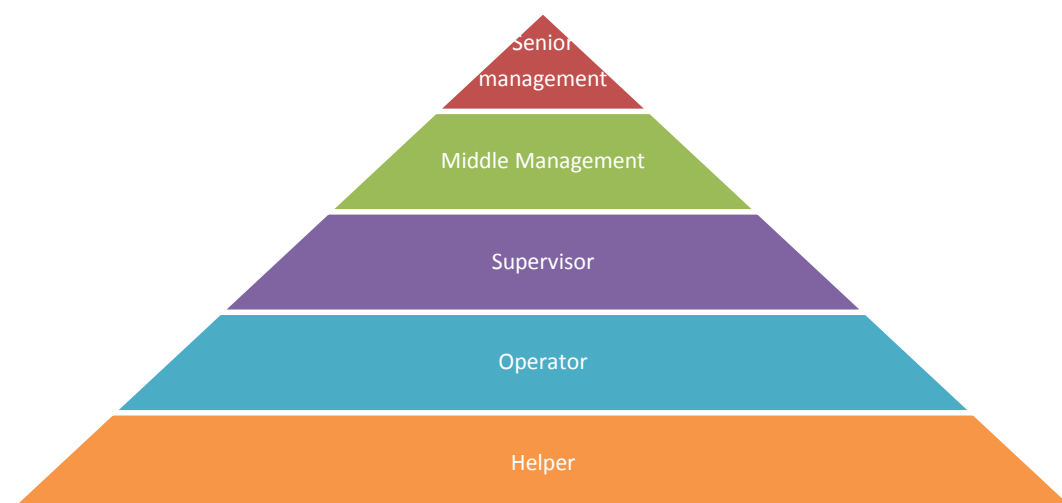 Senior
management
Middle Management
Supervisor
Operator
Helper